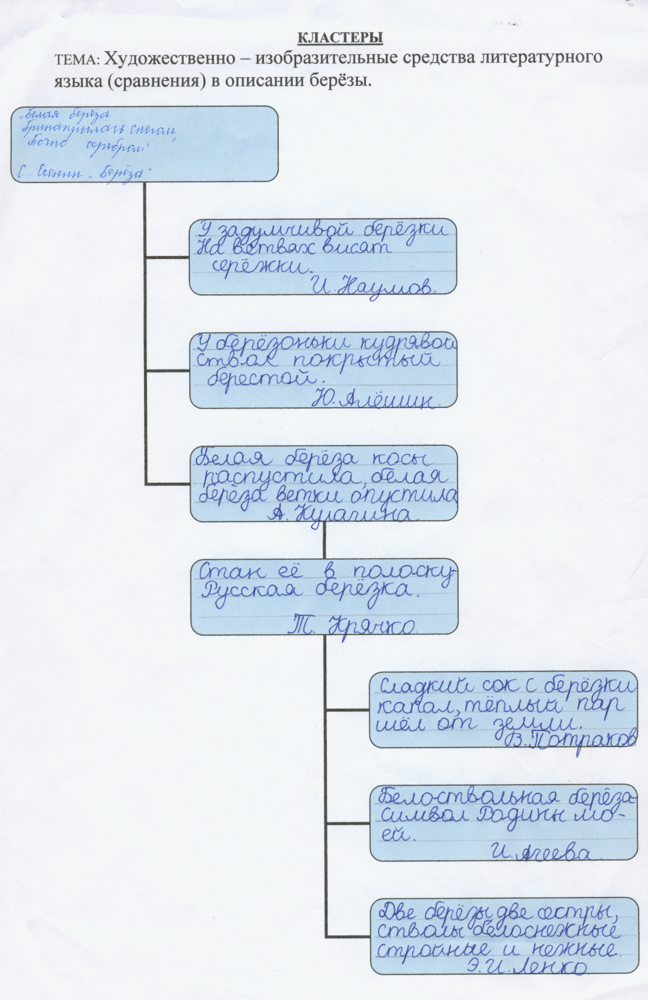 КЛАСТЕРЫ
ТЕМА: Художественно – изобразительные средства литературного
языка (сравнения) в описании берёзы.
„Белая берёза
Принакрылась снегом,
Точно серебром"
С. Есенин „Берёза"
У задумчивой берёзки
На ветвях висят
серёжки.
И. Наумов.
У берёзоньки кудрявой
ствол покрытый
берестой.
Ю. Алёшин.
Белая берёза косы
распустила, белая
берёза ветки опустила.
А. Кулагина
Стан её в полоску-
Русская берёзка.
Т. Крячко.
Сладкий сок с берёзки
капал, тёплый пар
шёл от земли.
В. Потраков
Белоствольная берёза-
символ Родины мо-
ей.
И. Агеева.
Две берёзы две сестры,
стволы белоснежные
стройные и нежные.
Э.И. Ленко